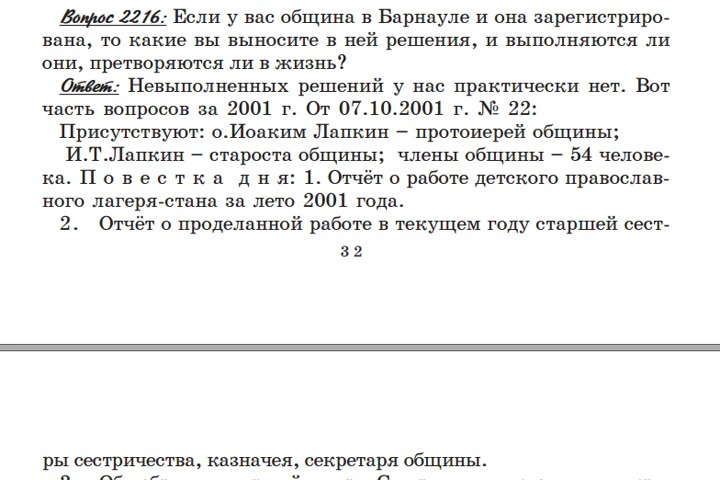 Вопрос 2216: Если у вас община в Барнауле и она зарегистриро-
вана, то какие вы выносите в ней решения, и выполняются ли
они, претворяются ли в жизнь?
Ответ: Невыполненных решений у нас практически нет. Вот
часть вопросов за 2001 г. От 07.10.2001 г. № 22:
Присутствуют: о.Иоаким Лапкин – протоиерей общины;
И.Т.Лапкин – староста общины; члены общины – 54 челове-
ка. П о в е с т к а д н я: 1. Отчёт о работе детского православ-
ного лагеря-стана за лето 2001 года.
2. Отчёт о проделанной работе в текущем году старшей сест-
32
ры сестричества, казначея, секретаря общины.